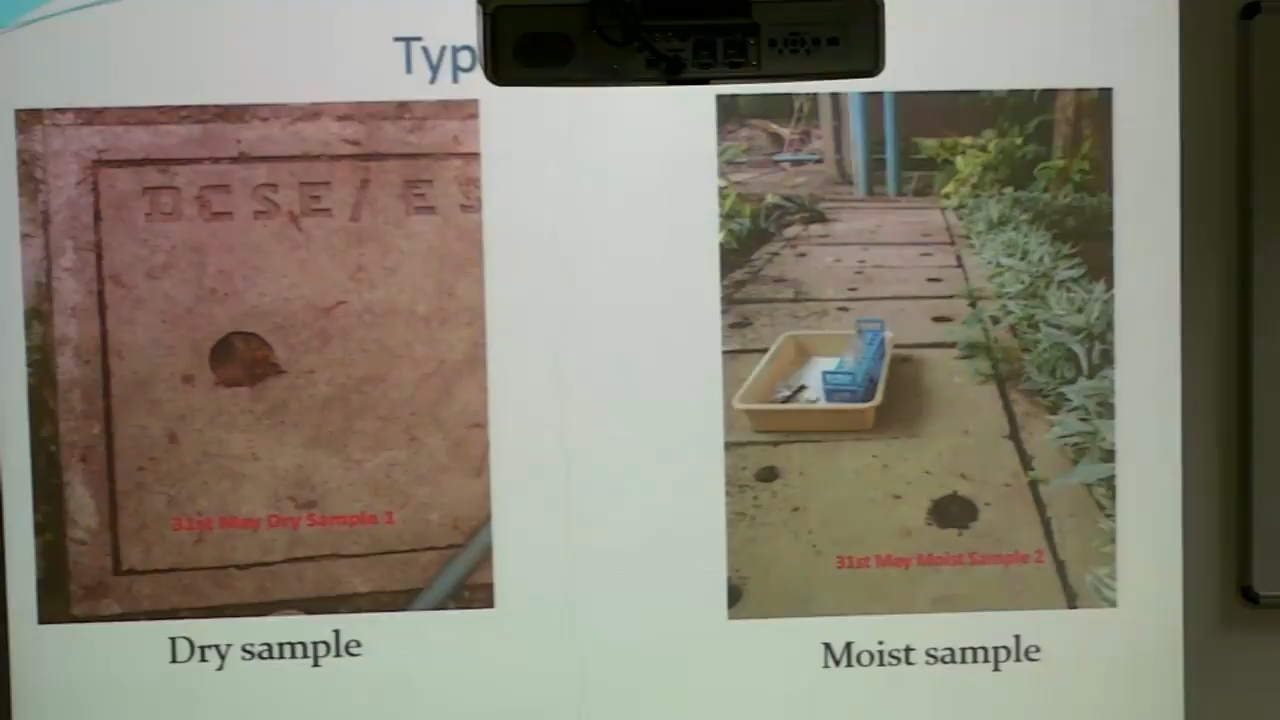 Typ
DCSE/ES
31st May Dry Sample 1
31st May Moist Sample 2
Dry sample
Moist sample